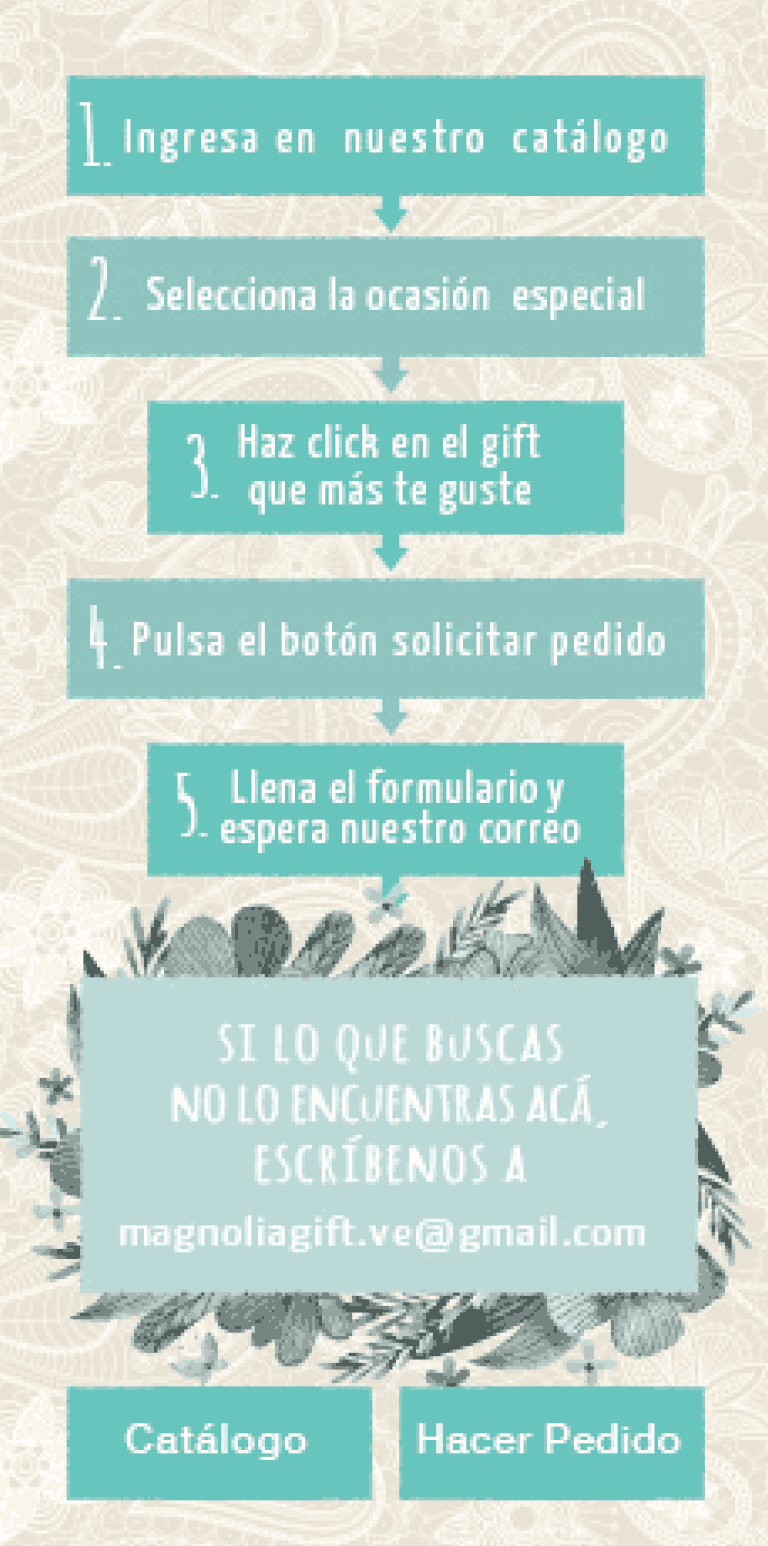 1. Ingresa en nuestro catálogo
2. Selecciona la ocasión especial
3. Haz click en el gift
que más te guste
4. Pulsa el botón solicitar pedido
5. Llena el formulario y
espera nuestro correo
SI LO QUE BUSCAS
NO LO ENCUENTRAS ACÁ,
ESCRÍBENOS A
magnoliagift.ve@gmail.com
Catálogo
Hacer Pedido